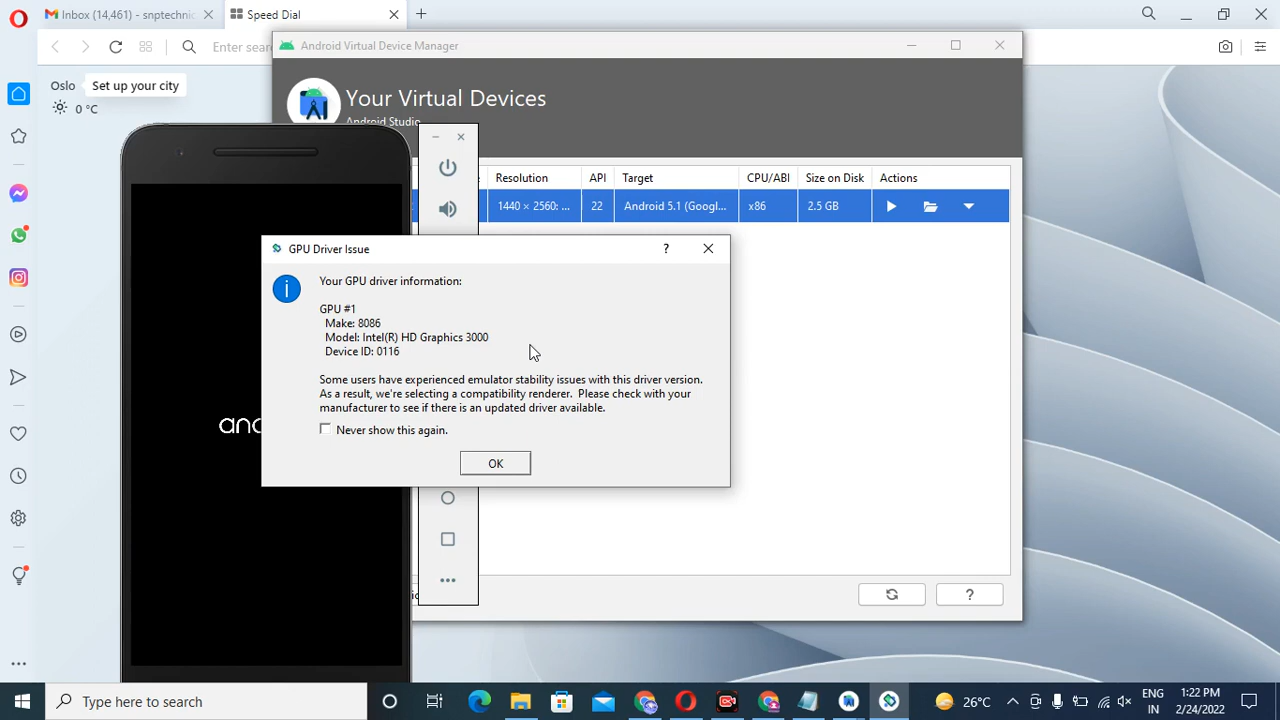 Inbox (14,461) - snptechnic
Speed Dial
Enter sear
Android Virtual Device Manager
Oslo
Set up your city
0 °C
Your Virtual Devices
Android Studio
Resolution
API
Target
CPU/ABI
Size on Disk
Actions
1440 × 2560: ...
22
Android 5.1 (Googl...
x86
2.5 GB
GPU Driver Issue
?
Your GPU driver information:
GPU #1
Make: 8086
Model: Intel(R) HD Graphics 3000
Device ID: 0116
Some users have experienced emulator stability issues with this driver version.
As a result, we're selecting a compatibility renderer. Please check with your
manufacturer to see if there is an updated driver available.
Never show this again.
OK
?
Type here to search
26°C
ENG
IN
1:22 PM
2/24/2022